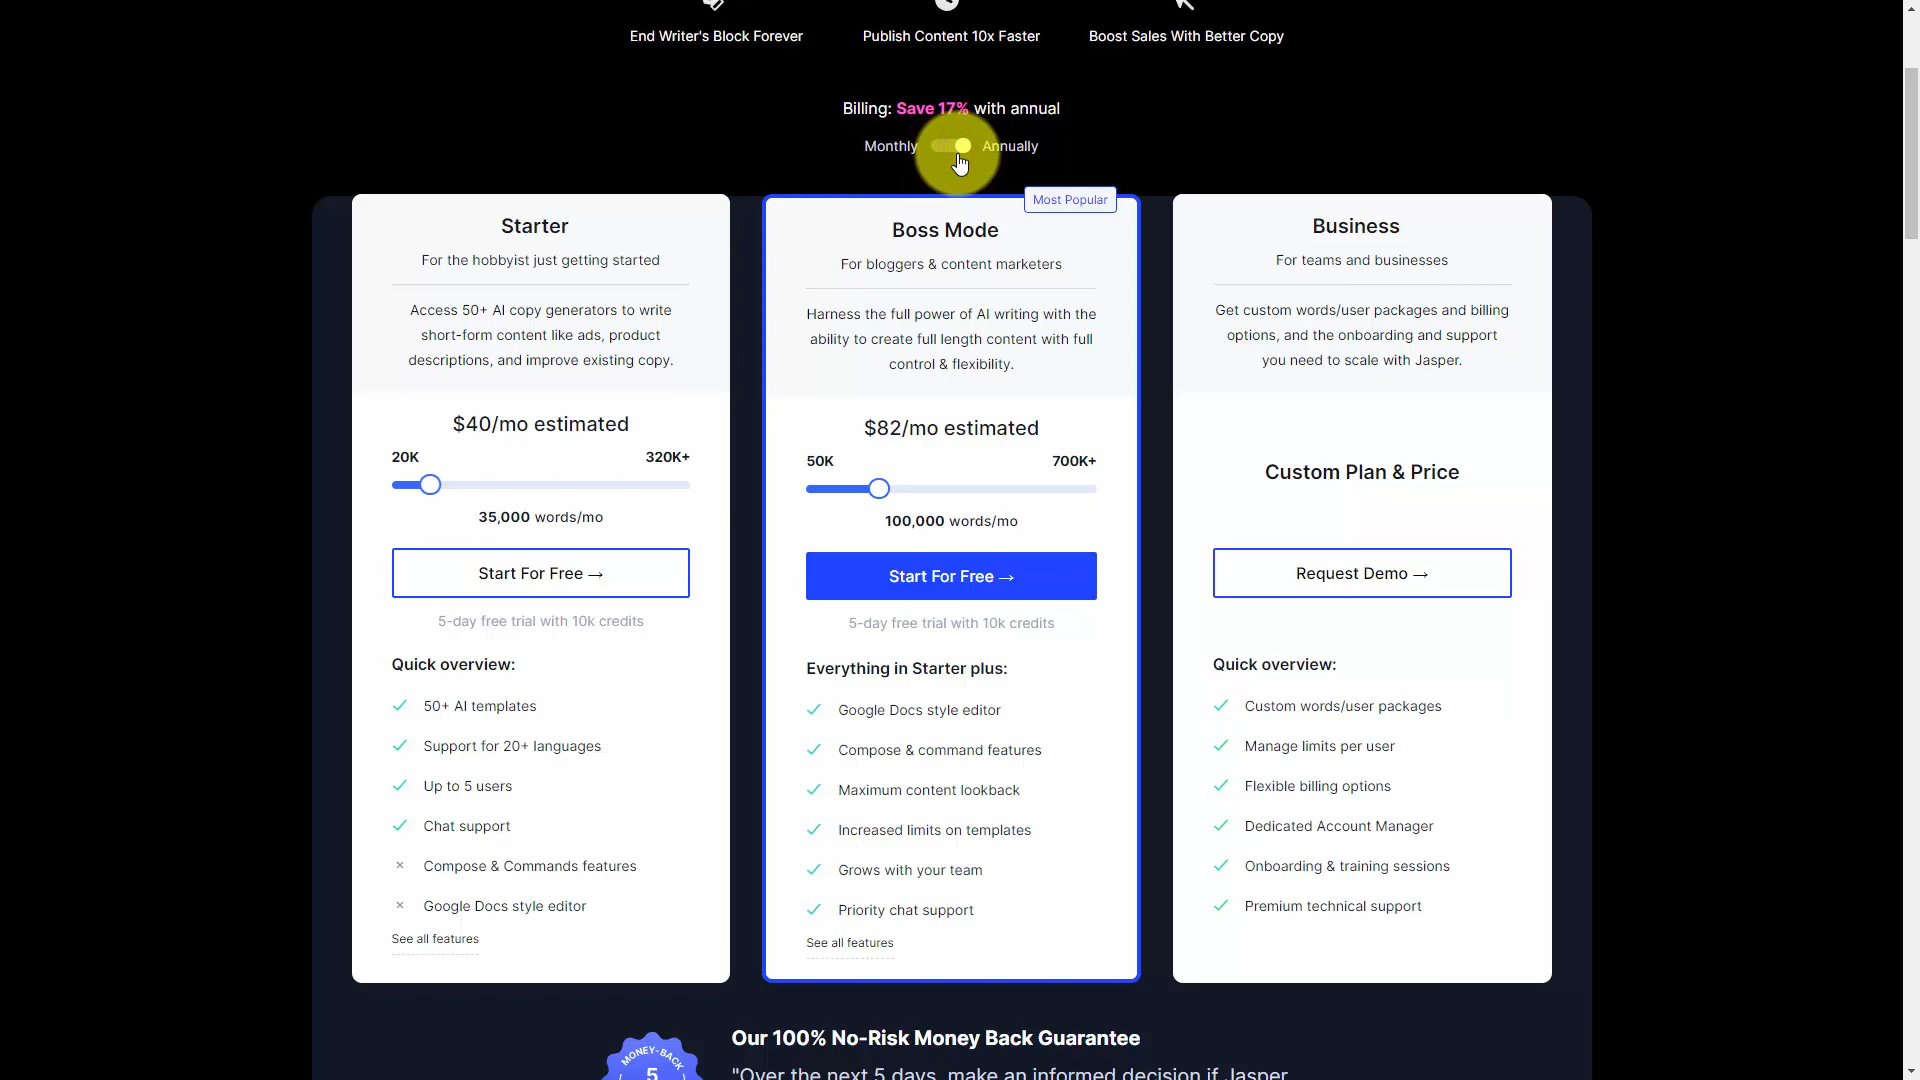 End Writer's Block Forever
Publish Content 10x Faster
Boost Sales With Better Copy
Billing: Save 17% with annual
Monthly
Annually
Starter
For the hobbyist just getting started
Access 50+ AI copy generators to write
short-form content like ads, product
descriptions, and improve existing copy.
$40/mo estimated
20K
320K+
35,000 words/mo
Start For Free →
5-day free trial with 10k credits
Quick overview:
50+ AI templates
Support for 20+ languages
Up to 5 users
Chat support
Compose & Commands features
Google Docs style editor
See all features
Most Popular
Boss Mode
For bloggers & content marketers
Harness the full power of AI writing with the
ability to create full length content with full
control & flexibility.
$82/mo estimated
50K
700K+
100,000 words/mo
Start For Free →
5-day free trial with 10k credits
Everything in Starter plus:
Google Docs style editor
Compose & command features
Maximum content lookback
Increased limits on templates
Grows with your team
Priority chat support
See all features
Business
For teams and businesses
Get custom words/user packages and billing
options, and the onboarding and support
you need to scale with Jasper.
Custom Plan & Price
Request Demo →
Quick overview:
Custom words/user packages
Manage limits per user
Flexible billing options
Dedicated Account Manager
Onboarding & training sessions
Premium technical support
MONEY-BACK
5
Our 100% No-Risk Money Back Guarantee
"Over the next 5 days, make an informed decision if Jasper